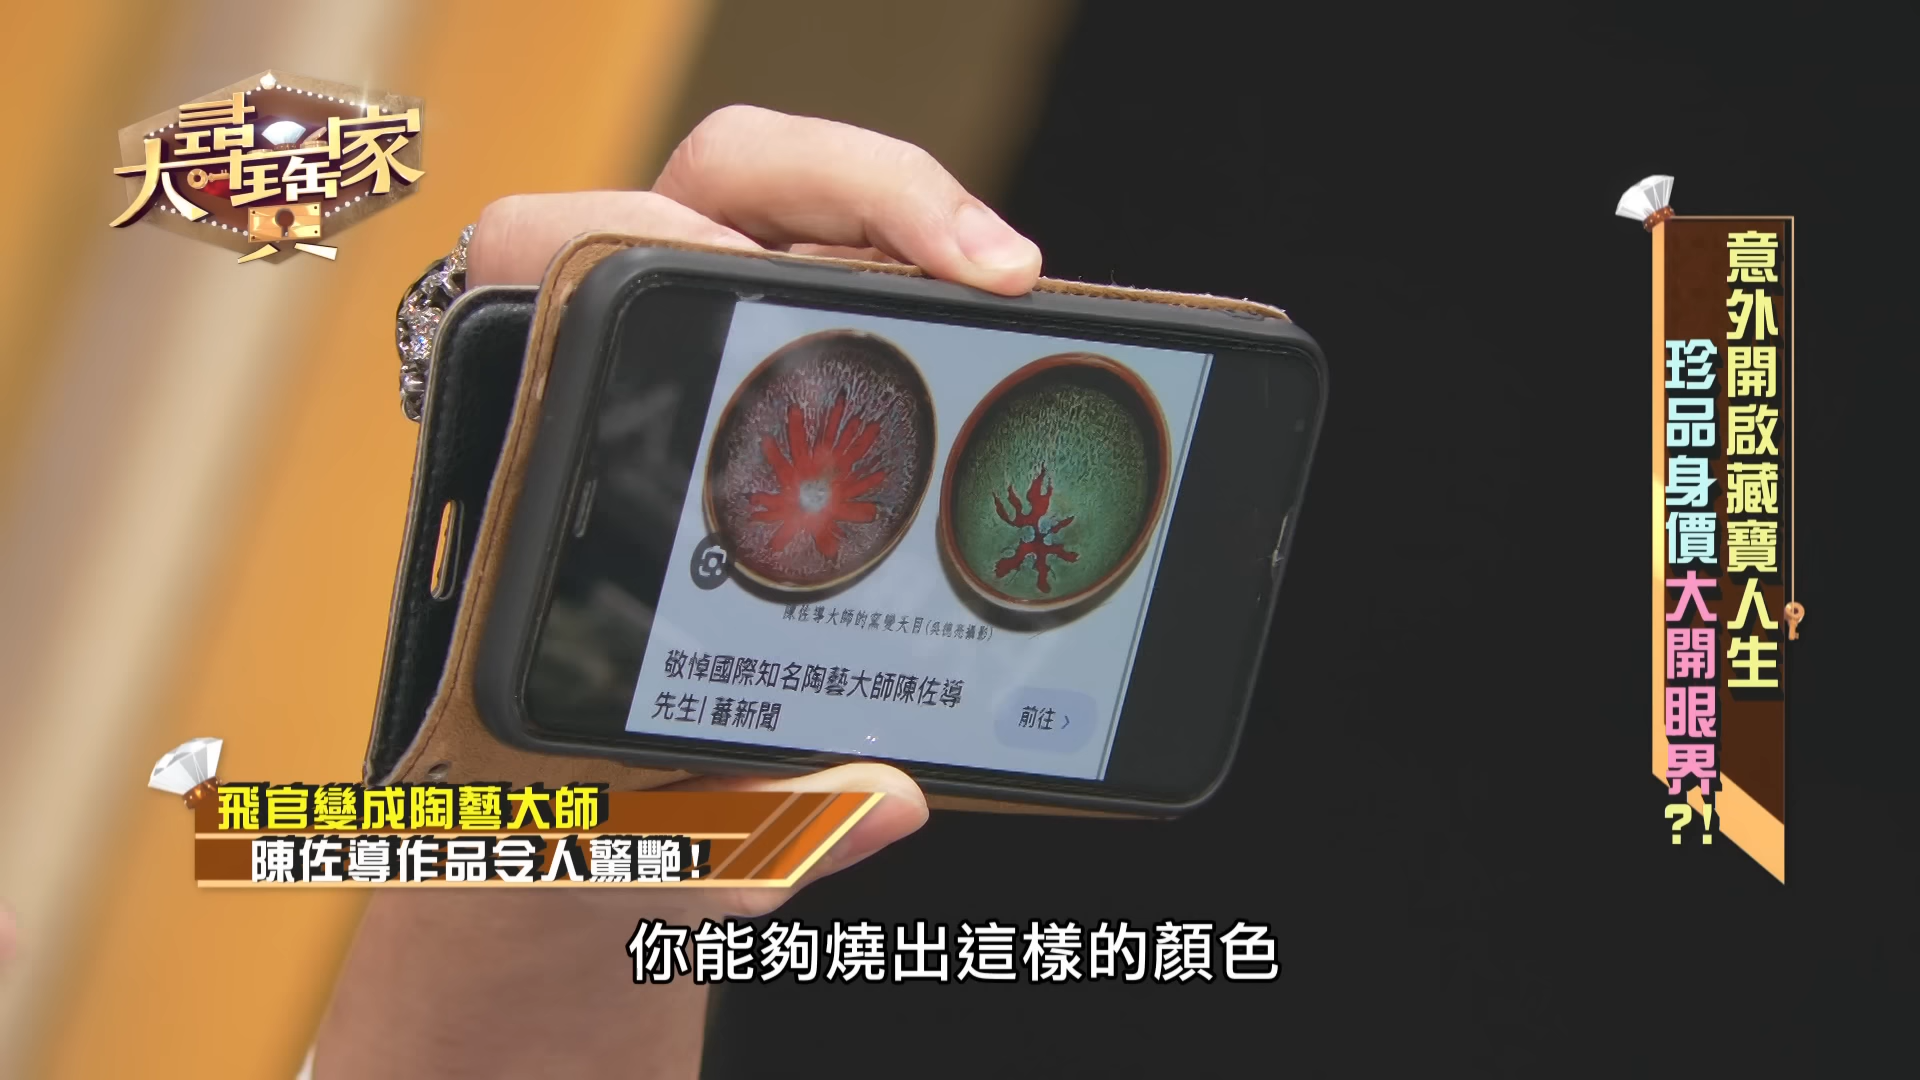 大尋寶家
意外開啟藏寶人生
珍品身價大開眼界?!
陳佐導大師的窯變天目(吳德亮攝影)
敬悼國際知名陶藝大師陳佐導
先生| 蕃新聞
前往 >
飛官變成陶藝大師
陳佐導作品令人驚艷!
你能夠燒出這樣的顏色